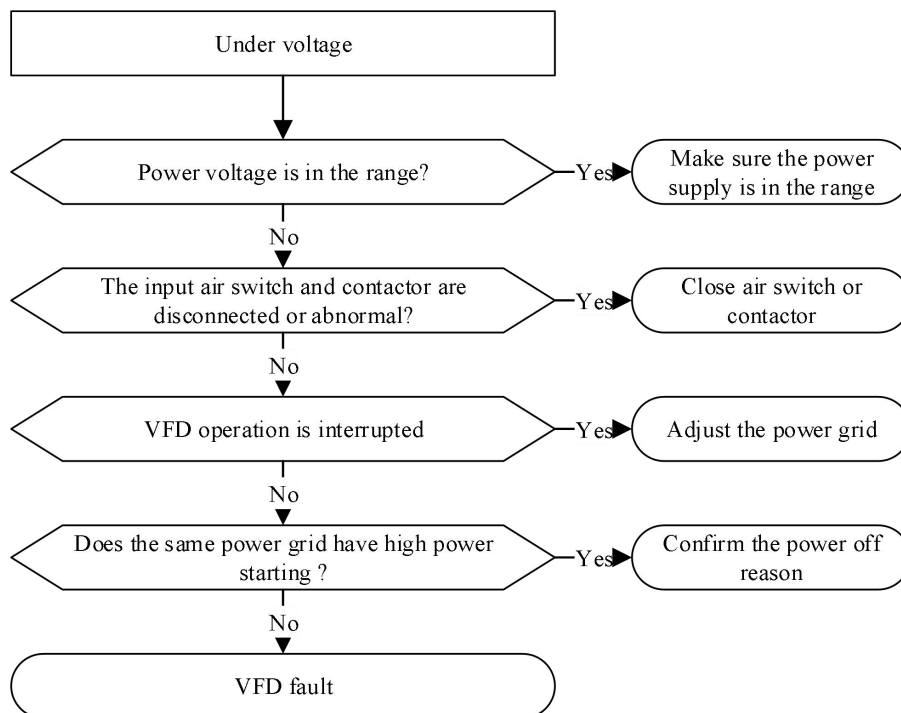 Under voltage
Power voltage is in the range?
Yes
Make sure the power
supply is in the range
No
The input air switch and contactor are
disconnected or abnormal?
Yes
Close air switch or
contactor
No
VFD operation is interrupted
Yes
Adjust the power grid
No
Does the same power grid have high power
starting ?
Yes
Confirm the power off
reason
No
VFD fault